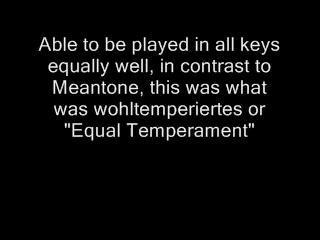 Able to be played in all keys
equally well, in contrast to
Meantone, this was what
was wohltemperiertes or
"Equal Temperament"